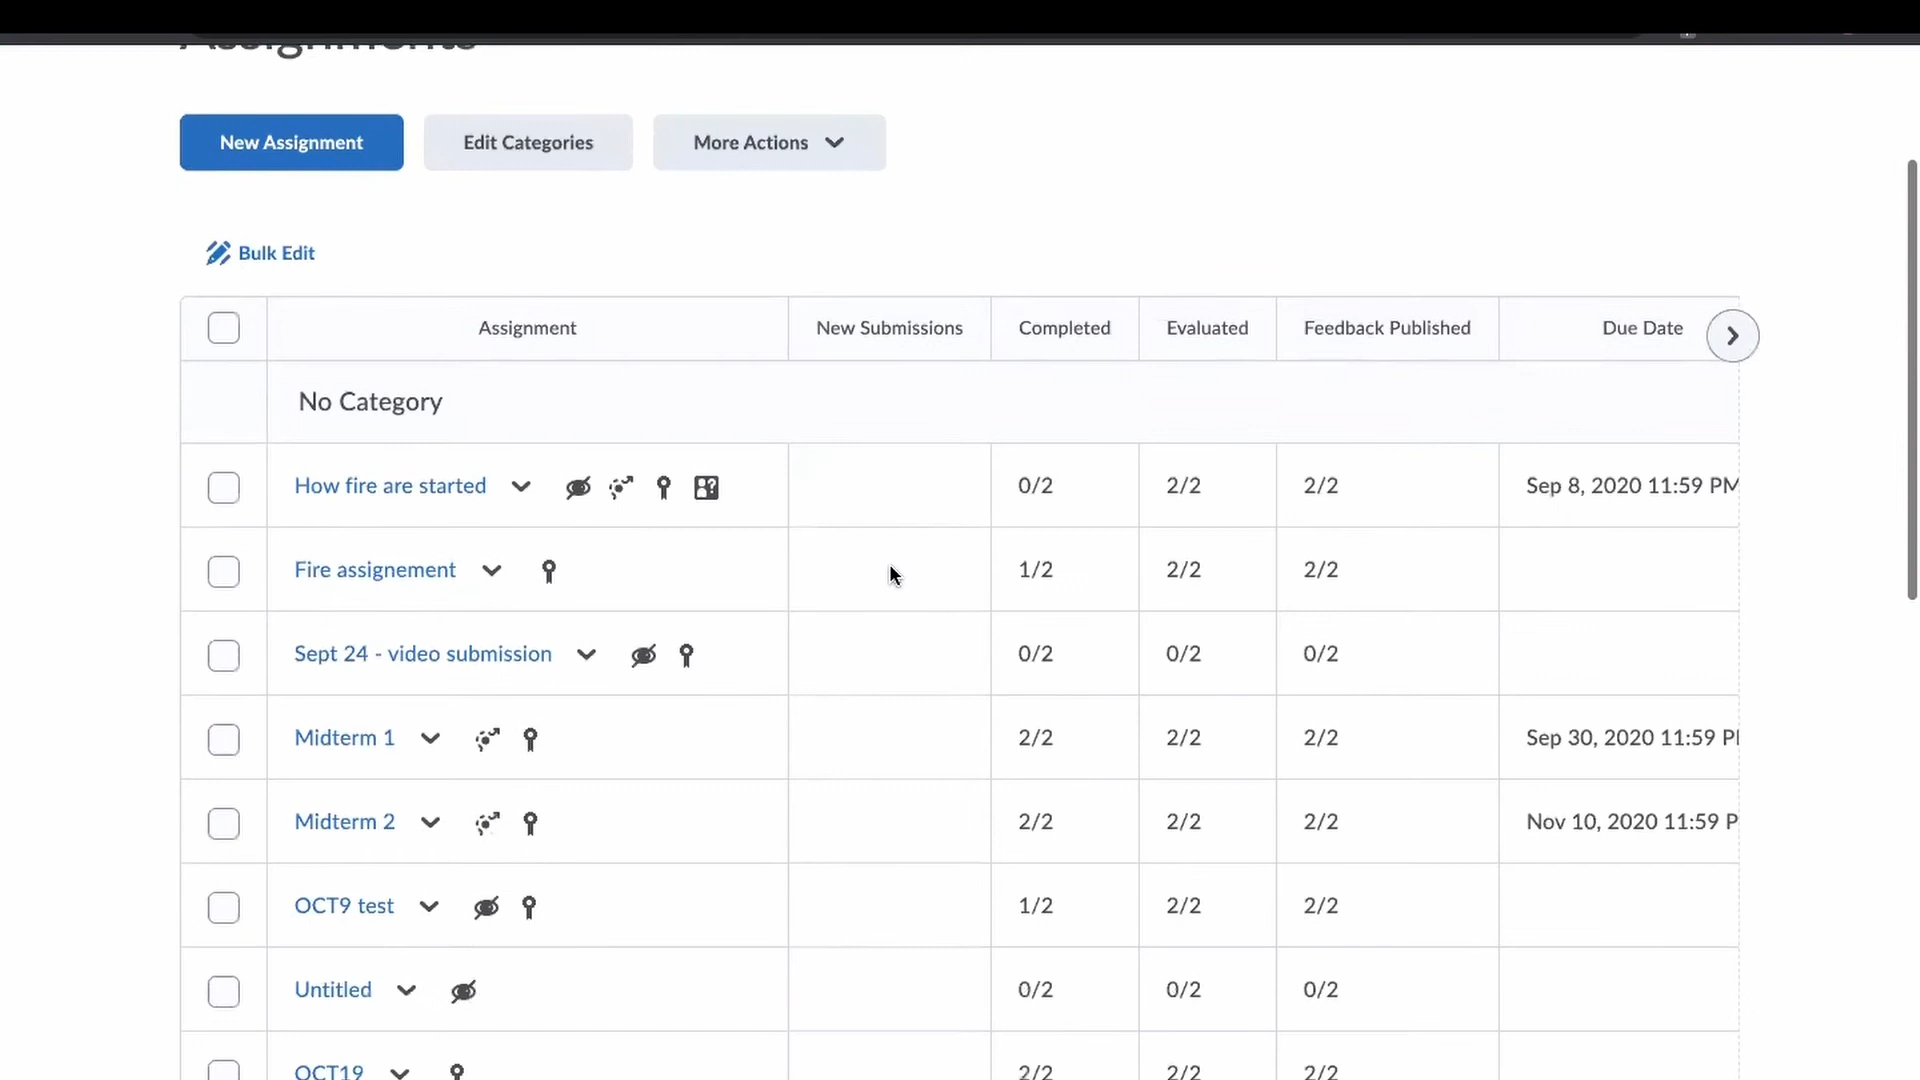 Assignments
New Assignment Edit Categories More Actions
Bulk Edit
Assignment New Submissions Completed Evaluated Feedback Published Due Date
No Category
How fire are started 0/2 2/2 2/2 Sep 8, 2020 11:59 PM
Fire assignement 1/2 2/2 2/2
Sept 24 - video submission 0/2 0/2 0/2
Midterm 1 2/2 2/2 2/2 Sep 30, 2020 11:59 P
Midterm 2 2/2 2/2 2/2 Nov 10, 2020 11:59 P
OCT9 test 1/2 2/2 2/2
Untitled 0/2 0/2 0/2
OCT19 2/2 2/2 2/2